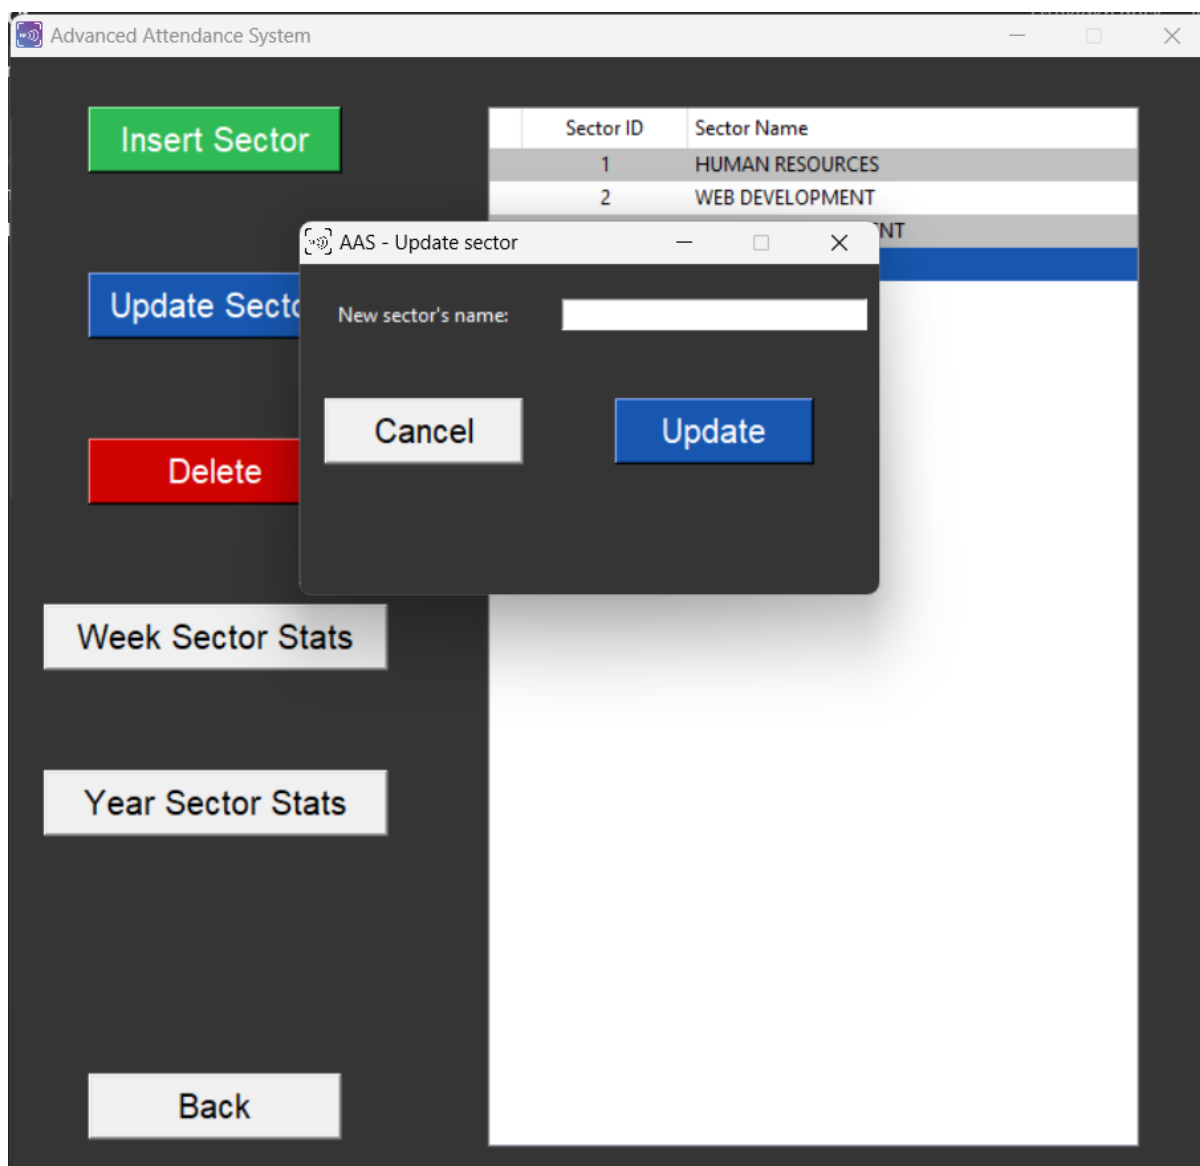 Advanced Attendance System
Insert Sector
Sector ID Sector Name
1 HUMAN RESOURCES
2 WEB DEVELOPMENT
AAS - Update sector
Update
New sector's name:
Cancel Update
Delete
Week Sector Stats
Year Sector Stats
Back